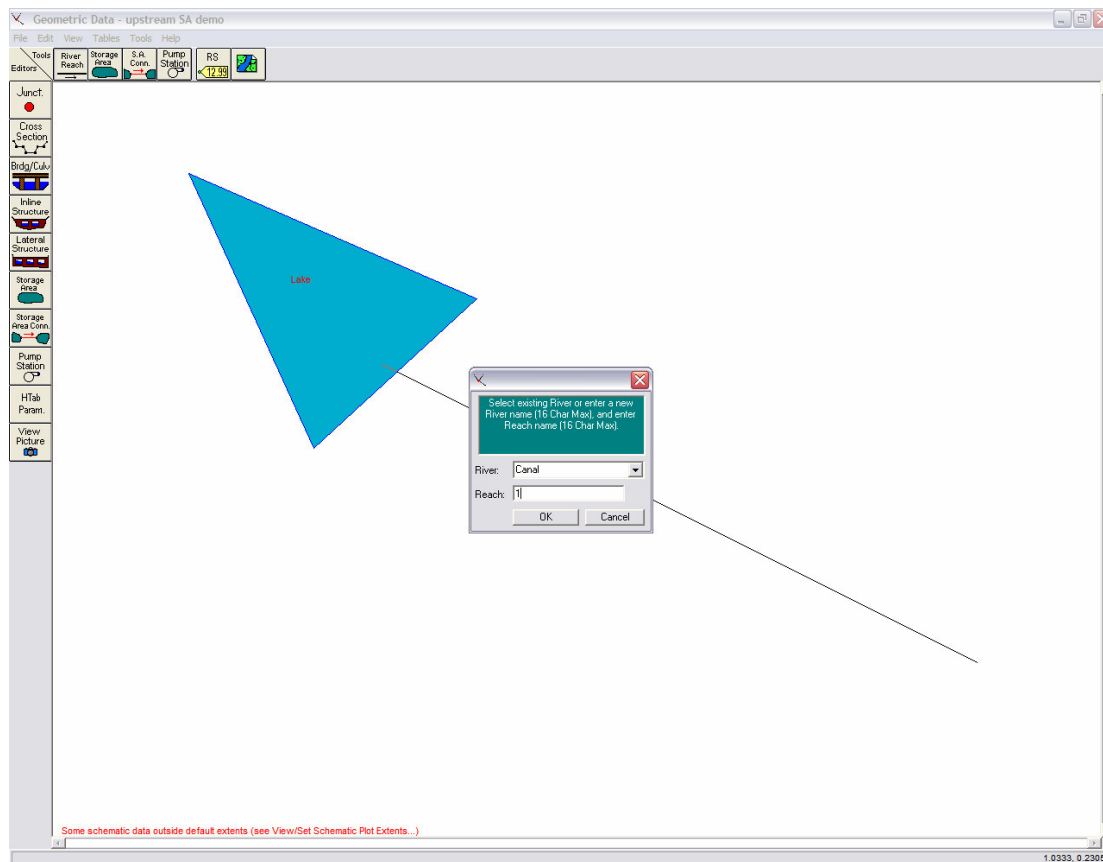 Geometric Data - upstream SA demo
File Edit View Tables Tools Help
Tools
Editors
River
Reach
Storage
Area
S.A.
Conn.
Pump
Station
RS
12.99
Junct.
Cross
Section
Brdg/Culv
Inline
Structure
Lateral
Structure
Storage
Area
Storage
Area Conn.
Pump
Station
HTab
Param.
View
Picture
Lake
Select existing River or enter a new
River name (16 Char Max), and enter
Reach name (16 Char Max).
River: Canal
Reach: 1
OK Cancel
Some schematic data outside default extents (see View/Set Schematic Plot Extents...)
1.0333, 0.2308